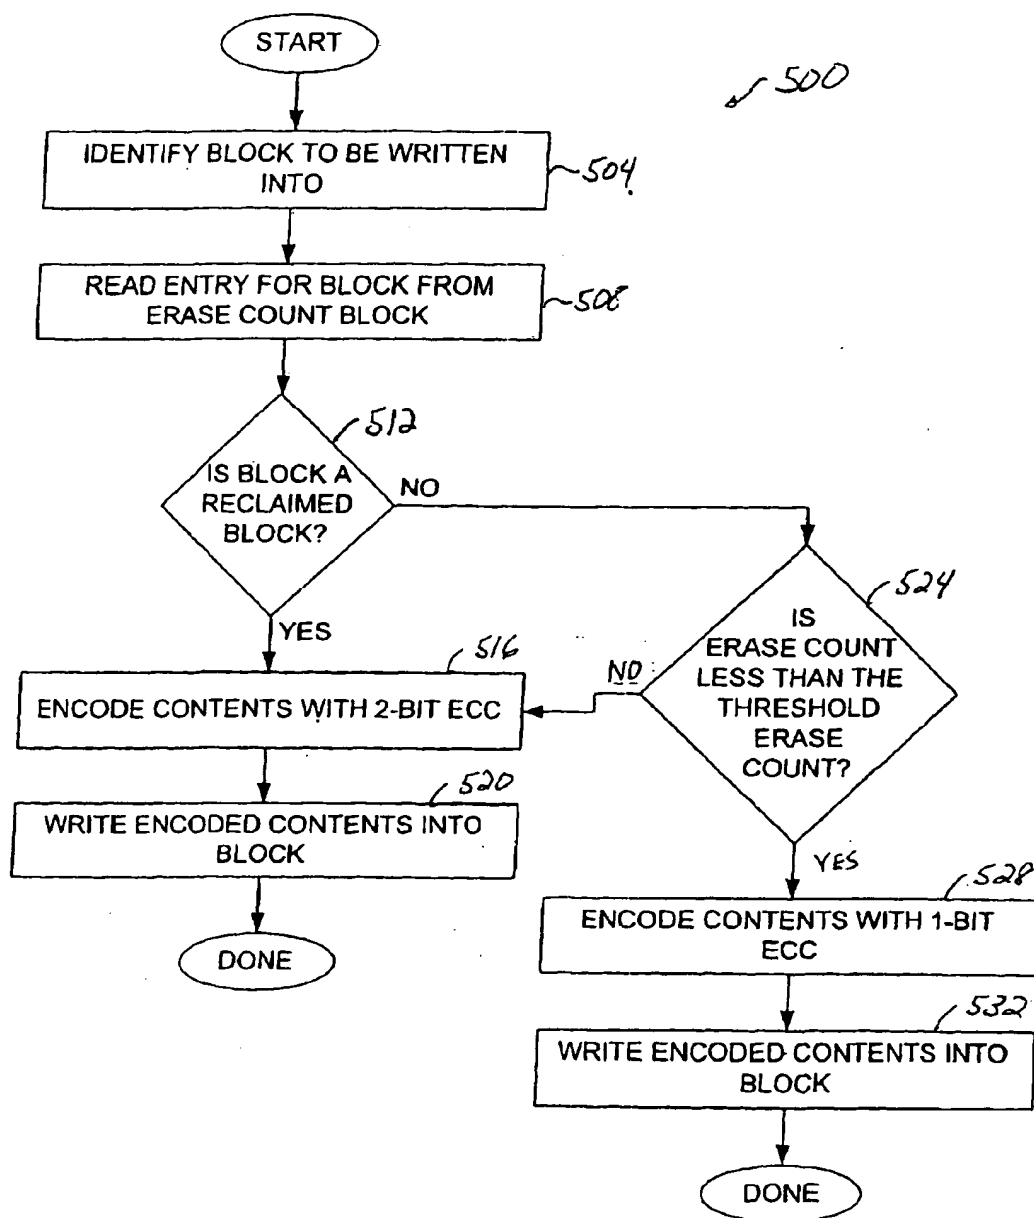 START
500
IDENTIFY BLOCK TO BE WRITTEN
INTO
504
READ ENTRY FOR BLOCK FROM
ERASE COUNT BLOCK
508
512
IS BLOCK A
RECLAIMED
BLOCK?
NO
YES
524
IS
ERASE COUNT
LESS THAN THE
THRESHOLD
ERASE
COUNT?
NO
YES
516
ENCODE CONTENTS WITH 2-BIT ECC
520
WRITE ENCODED CONTENTS INTO
BLOCK
DONE
528
ENCODE CONTENTS WITH 1-BIT
ECC
532
WRITE ENCODED CONTENTS INTO
BLOCK
DONE